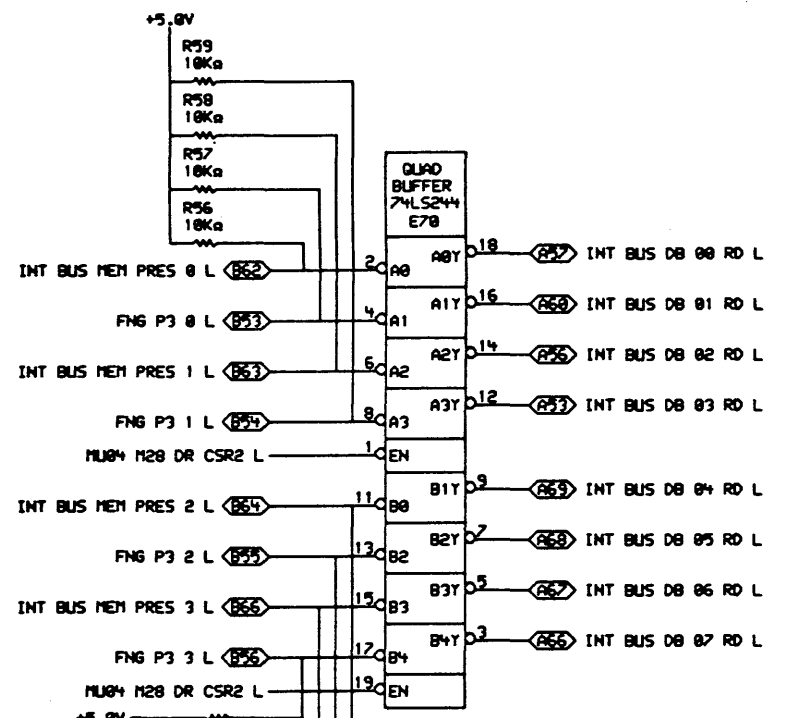 +5.0V
R59
10KΩ
R58
10KΩ
R57
10KΩ
R56
10KΩ
QUAD
BUFFER
74LS244
E70
INT BUS MEM PRES 0 L B62 2 A0 A0Y 18 A57 INT BUS DB 00 RD L
FNG P3 0 L B53 4 A1 A1Y 16 A60 INT BUS DB 01 RD L
INT BUS MEM PRES 1 L B63 6 A2 A2Y 14 A56 INT BUS DB 02 RD L
FNG P3 1 L B54 8 A3 A3Y 12 A53 INT BUS DB 03 RD L
MU04 M28 DR CSR2 L 1 EN
INT BUS MEM PRES 2 L B64 11 B0 B1Y 9 A69 INT BUS DB 04 RD L
FNG P3 2 L B55 13 B2 B2Y 7 A68 INT BUS DB 05 RD L
INT BUS MEM PRES 3 L B66 15 B3 B3Y 5 A67 INT BUS DB 06 RD L
FNG P3 3 L B56 17 B4 B4Y 3 A66 INT BUS DB 07 RD L
MU04 M28 DR CSR2 L 19 EN
+5.0V